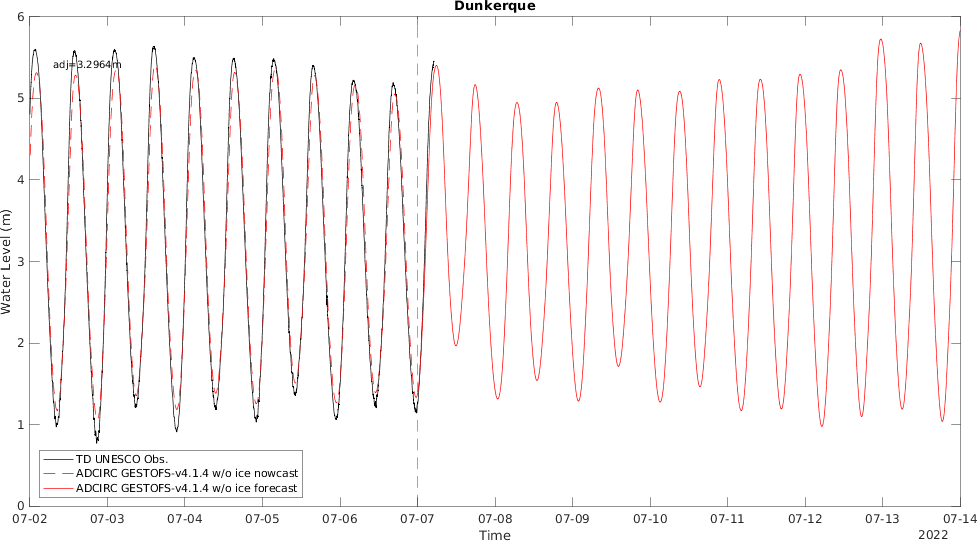 Dunkerque
6
adj=3.2964m
5
4
3
2
1
0
Water Level (m)
TD UNESCO Obs.
ADCIRC GESTOFS-v4.1.4 w/o ice nowcast
ADCIRC GESTOFS-v4.1.4 w/o ice forecast
07-02 07-03 07-04 07-05 07-06 07-07 07-08 07-09 07-10 07-11 07-12 07-13 07-14
Time
2022